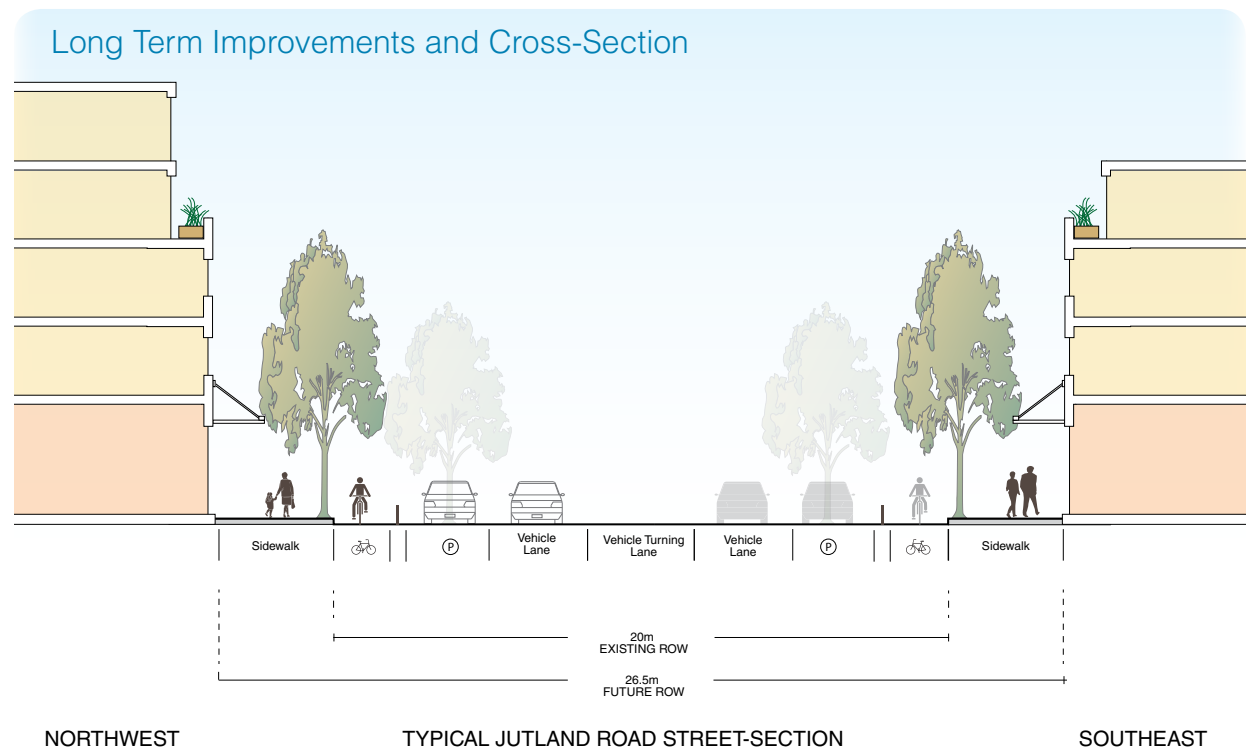 Long Term Improvements and Cross-Section
Sidewalk
P
Vehicle
Lane
Vehicle Turning
Lane
Vehicle
Lane
P
Sidewalk
20m
EXISTING ROW
26.5m
FUTURE ROW
NORTHWEST
TYPICAL JUTLAND ROAD STREET-SECTION
SOUTHEAST